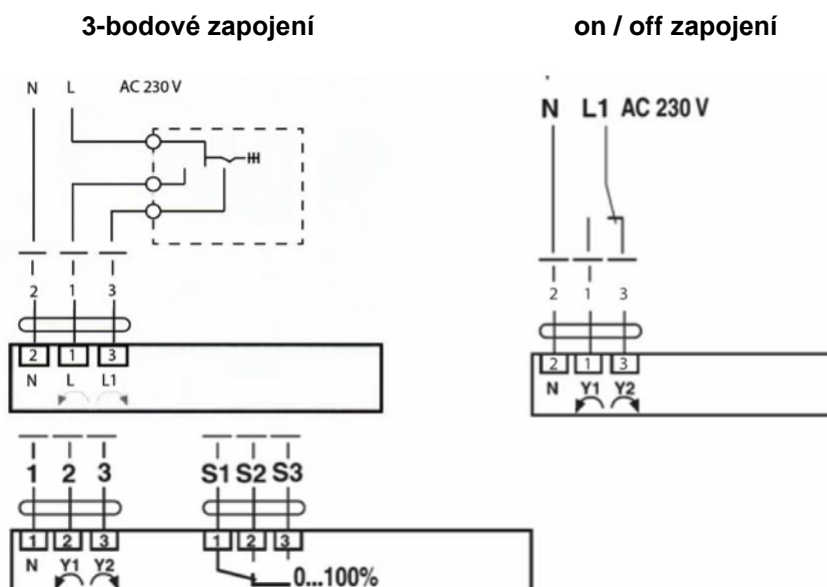 3-bodové zapojení
on / off zapojení
N L AC 230 V
2 1 3
2 1 3
N L L1
1 2 3
S1 S2 S3
1 2 3
1 2 3
N Y1 Y2
0...100%
N L1 AC 230 V
2 1 3
2 1 3
N Y1 Y2